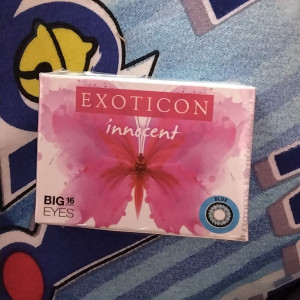 EXOTICON
innocent
BIG 16
EYES
BLUE